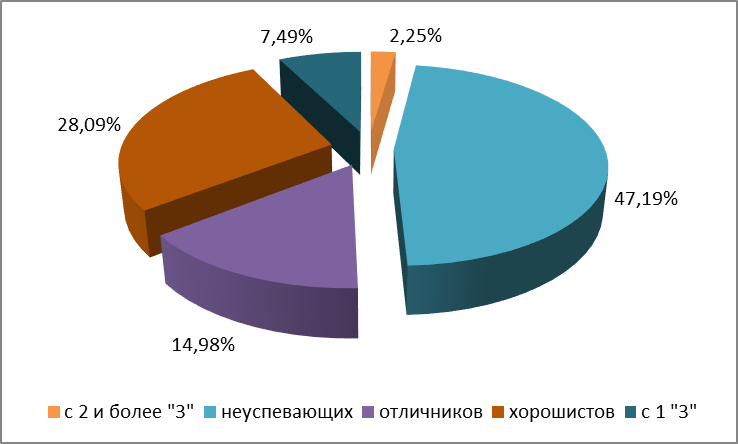 7,49%
2,25%
28,09%
47,19%
14,98%
с 2 и более "3"
неуспевающих
отличников
хорошистов
с 1 "3"